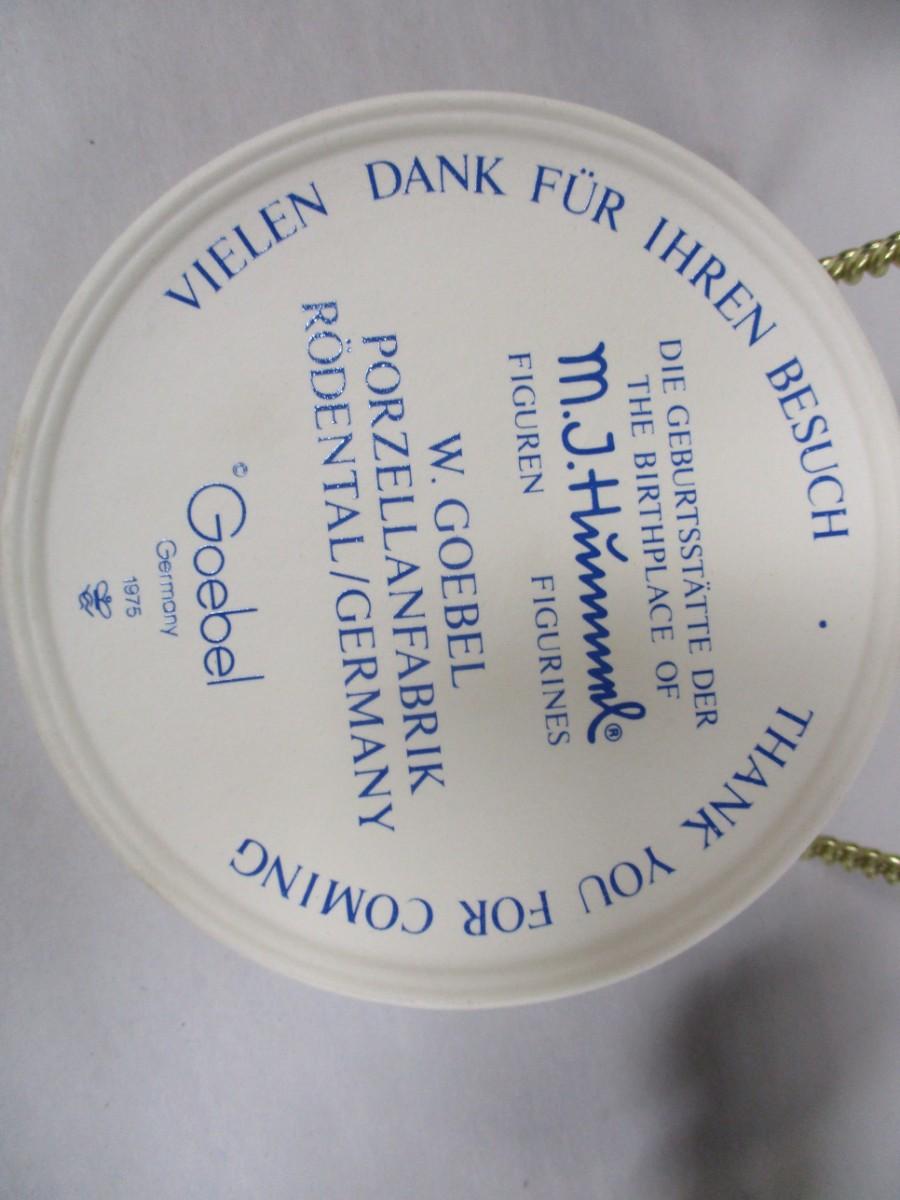 VIELEN DANK FÜR IHREN BESUCH · THANK YOU FOR COMING
DIE GEBURTSSTÄTTE DER
THE BIRTHPLACE OF
M.J.Hummel®
FIGUREN FIGURINES
W. GOEBEL
PORZELLANFABRIK
RÖDENTAL/GERMANY
© Goebel
Germany
1975